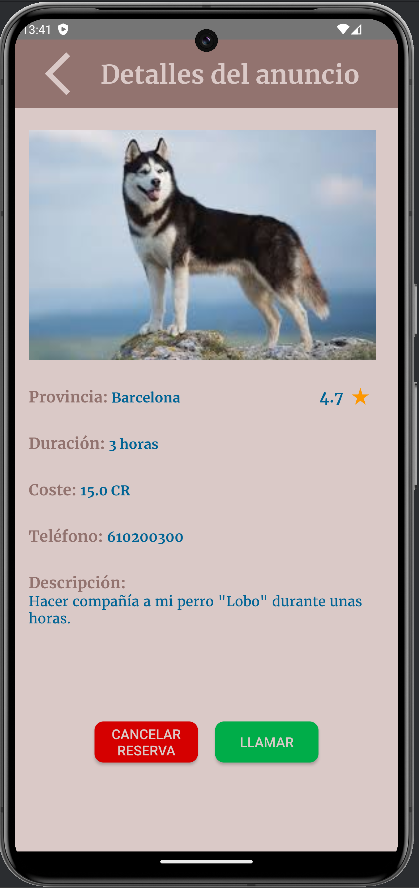 13:41
Detalles del anuncio
Provincia: Barcelona 4.7
Duración: 3 horas
Coste: 15.0 CR
Teléfono: 610200300
Descripción:
Hacer compañía a mi perro "Lobo" durante unas
horas.
CANCELAR
RESERVA
LLAMAR